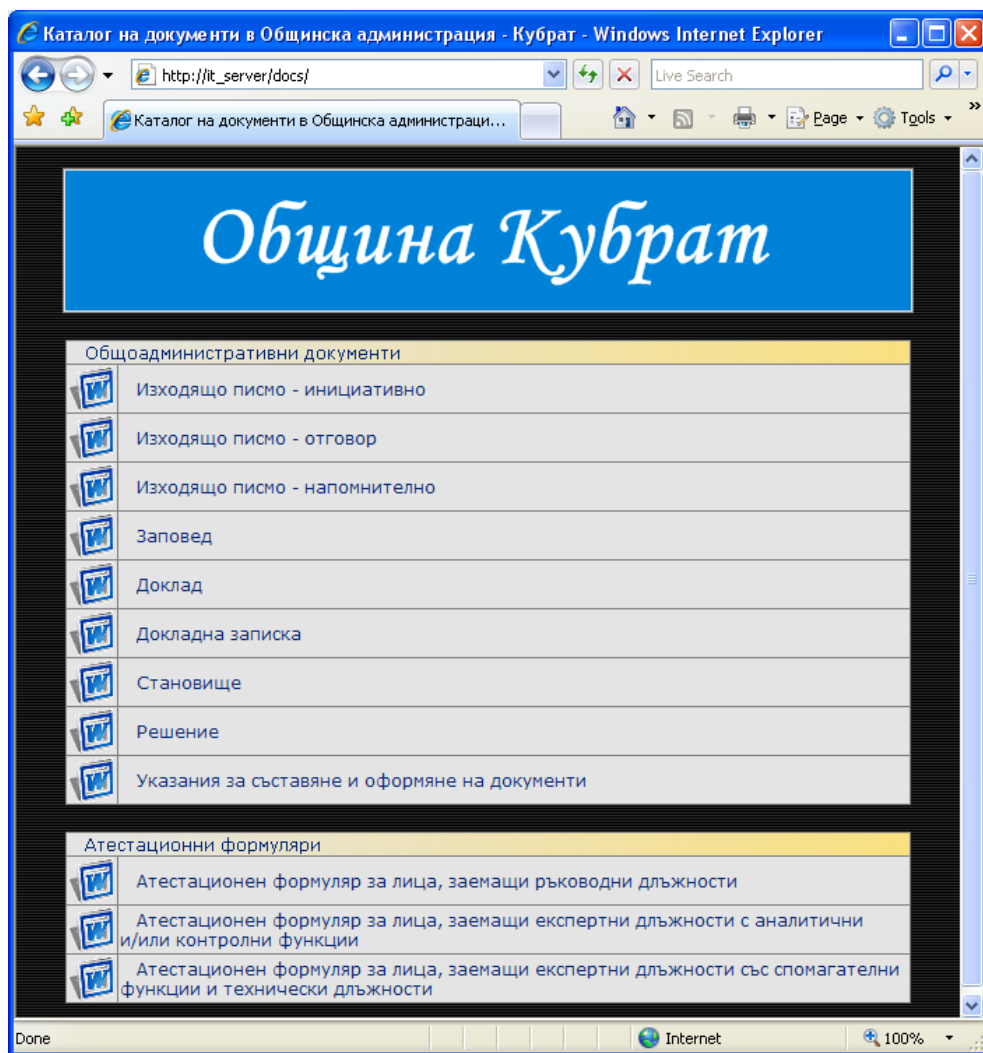 Каталог на документи в Общинска администрация - Кубрат - Windows Internet Explorer
http://it_server/docs/
Live Search
Каталог на документи в Общинска администраци...
Page
Tools
»
Община Кубрат
Общоадминистративни документи
Изходящо писмо - инициативно
Изходящо писмо - отговор
Изходящо писмо - напомнително
Заповед
Доклад
Докладна записка
Становище
Решение
Указания за съставяне и оформяне на документи
Атестационни формуляри
Атестационен формуляр за лица, заемащи ръководни длъжности
Атестационен формуляр за лица, заемащи експертни длъжности с аналитични
и/или контролни функции
Атестационен формуляр за лица, заемащи експертни длъжности със спомагателни
функции и технически длъжности
Done
Internet
100%